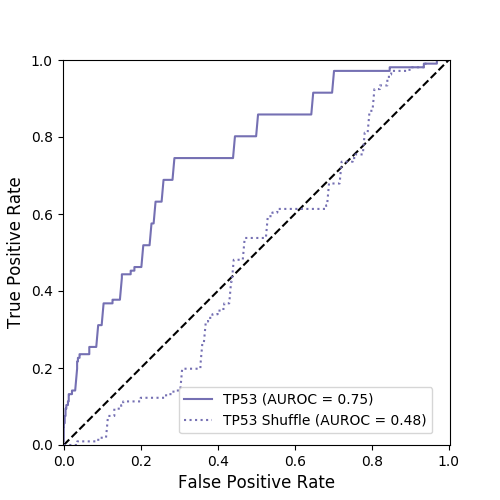 1.0
0.8
0.6
0.4
0.2
0.0
True Positive Rate
TP53 (AUROC = 0.75)
TP53 Shuffle (AUROC = 0.48)
0.0 0.2 0.4 0.6 0.8 1.0
False Positive Rate